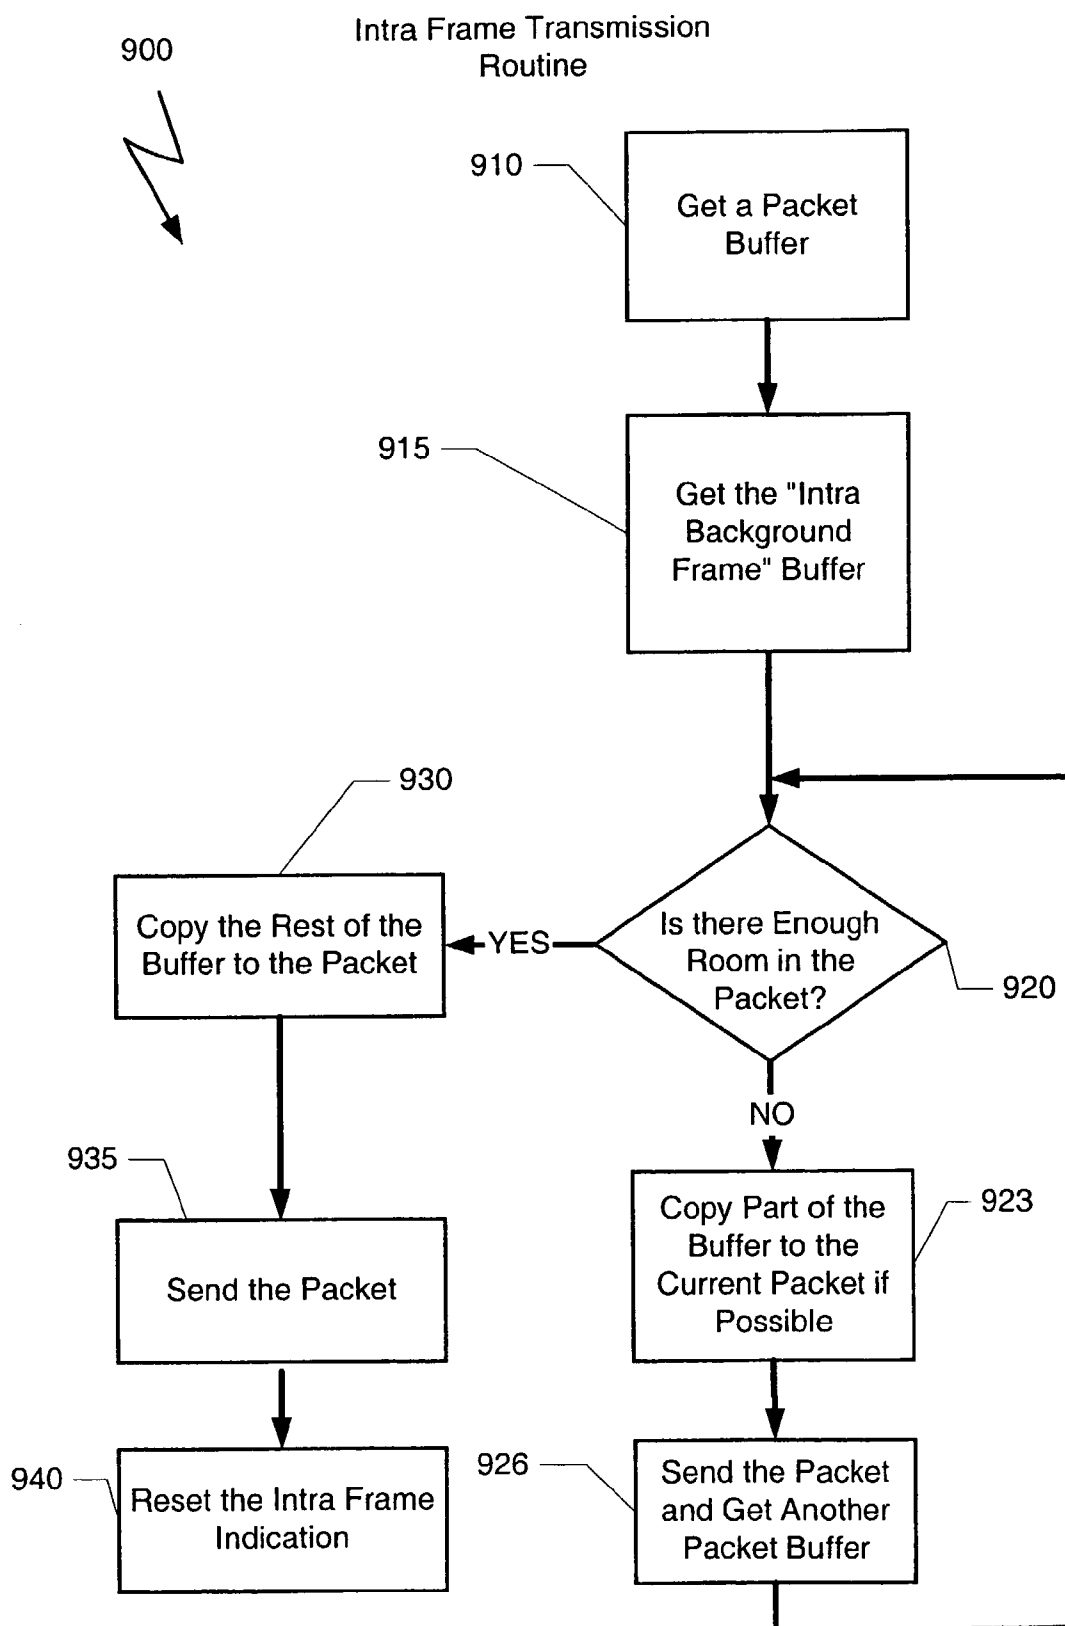 Intra Frame Transmission
Routine
900
910
Get a Packet
Buffer
915
Get the "Intra
Background
Frame" Buffer
930
Copy the Rest of the
Buffer to the Packet
YES
Is there Enough
Room in the
Packet?
920
NO
935
Send the Packet
Copy Part of the
Buffer to the
Current Packet if
Possible
923
940
Reset the Intra Frame
Indication
926
Send the Packet
and Get Another
Packet Buffer